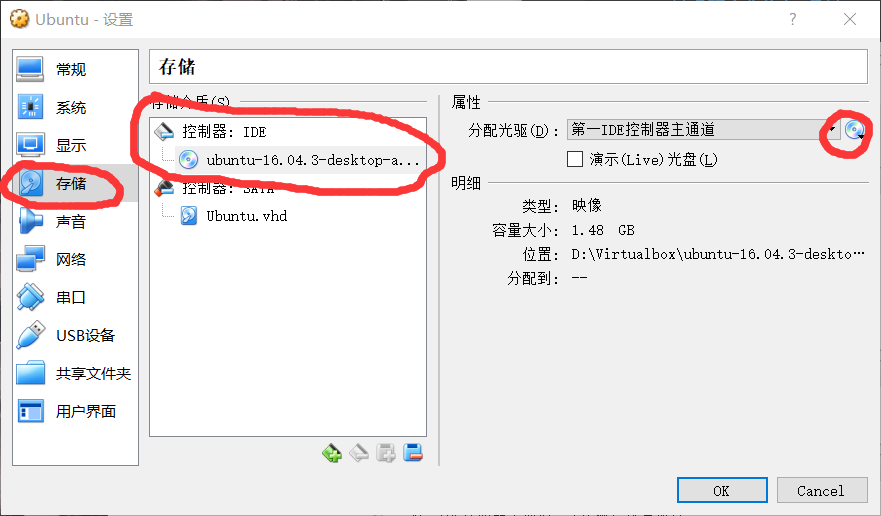 Ubuntu - 设置
常规
系统
显示
存储
声音
网络
串口
USB设备
共享文件夹
用户界面
存储
存储介质(S)
控制器: IDE
ubuntu-16.04.3-desktop-a...
控制器: SATA
Ubuntu.vhd
属性
分配光驱(D): 第一IDE控制器主通道
演示(Live)光盘(L)
明细
类型: 映像
容量大小: 1.48 GB
位置: D:\Virtualbox\ubuntu-16.04.3-deskto...
分配到: --
OK
Cancel